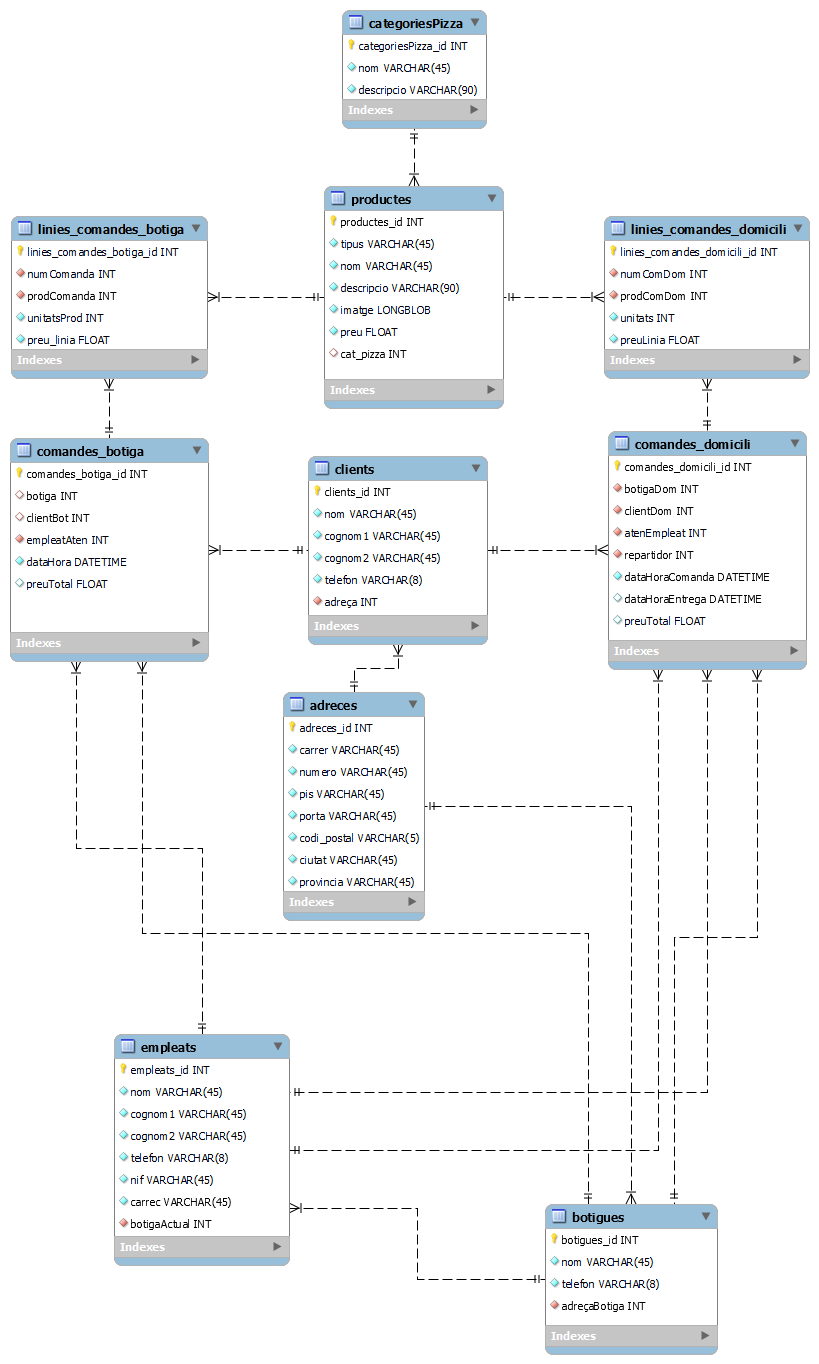 categoriesPizza
categoriesPizza_id INT
nom VARCHAR(45)
descripcio VARCHAR(90)
Indexes
productes
productes_id INT
tipus VARCHAR(45)
nom VARCHAR(45)
descripcio VARCHAR(90)
imatge LONGBLOB
preu FLOAT
cat_pizza INT
Indexes
linies_comandes_botiga
linies_comandes_botiga_id INT
numComanda INT
prodComanda INT
unitatsProd INT
preu_linia FLOAT
Indexes
linies_comandes_domicili
linies_comandes_domicili_id INT
numComDom INT
prodComDom INT
unitats INT
preuLinia FLOAT
Indexes
comandes_botiga
comandes_botiga_id INT
botiga INT
clientBot INT
empleatAten INT
dataHora DATETIME
preuTotal FLOAT
Indexes
clients
clients_id INT
nom VARCHAR(45)
cognom1 VARCHAR(45)
cognom2 VARCHAR(45)
telefon VARCHAR(8)
adreça INT
Indexes
comandes_domicili
comandes_domicili_id INT
botigaDom INT
clientDom INT
atenEmpleat INT
repartidor INT
dataHoraComanda DATETIME
dataHoraEntrega DATETIME
preuTotal FLOAT
Indexes
adreces
adreces_id INT
carrer VARCHAR(45)
numero VARCHAR(45)
pis VARCHAR(45)
porta VARCHAR(45)
codi_postal VARCHAR(5)
ciutat VARCHAR(45)
provincia VARCHAR(45)
Indexes
empleats
empleats_id INT
nom VARCHAR(45)
cognom1 VARCHAR(45)
cognom2 VARCHAR(45)
telefon VARCHAR(8)
nif VARCHAR(45)
carrec VARCHAR(45)
botigaActual INT
Indexes
botigues
botigues_id INT
nom VARCHAR(45)
telefon VARCHAR(8)
adreçaBotiga INT
Indexes